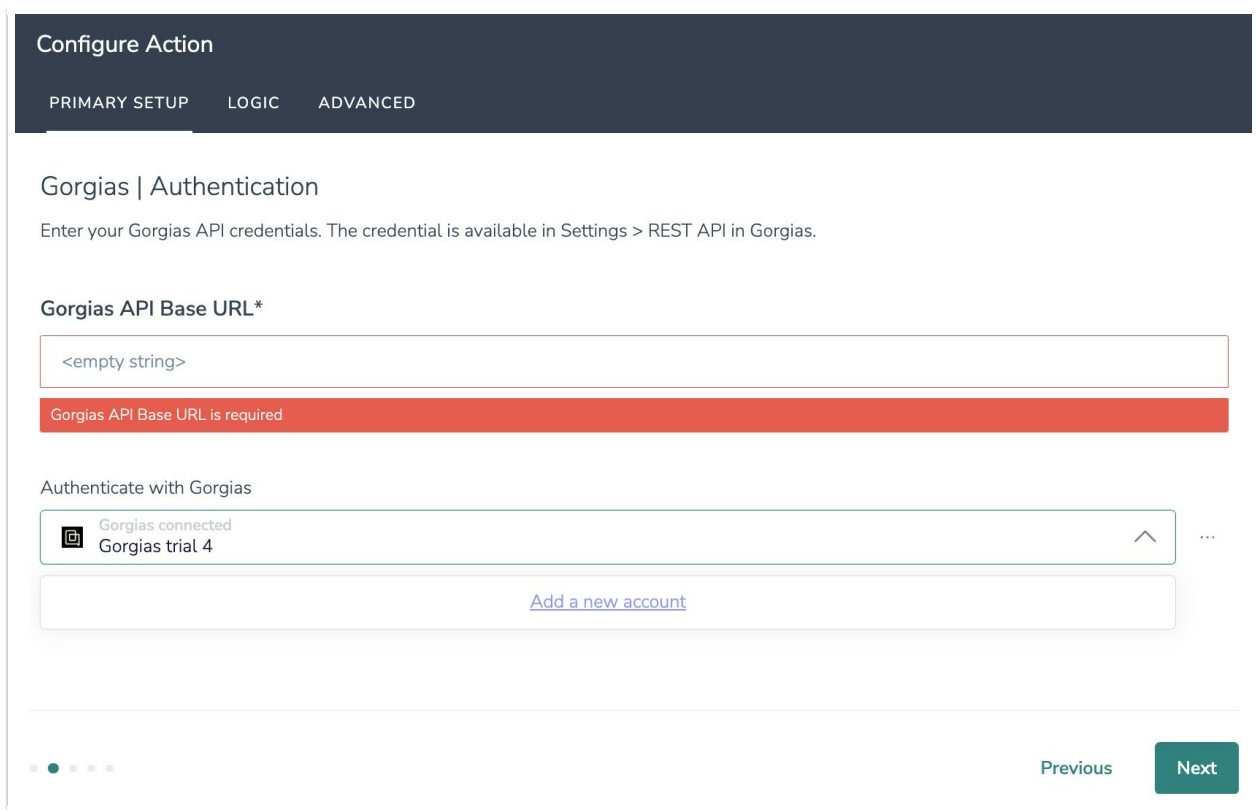 Configure Action
PRIMARY SETUP LOGIC ADVANCED
Gorgias | Authentication
Enter your Gorgias API credentials. The credential is available in Settings > REST API in Gorgias.
Gorgias API Base URL*
<empty string>
Gorgias API Base URL is required
Authenticate with Gorgias
Gorgias connected
Gorgias trial 4
...
Add a new account
Previous Next